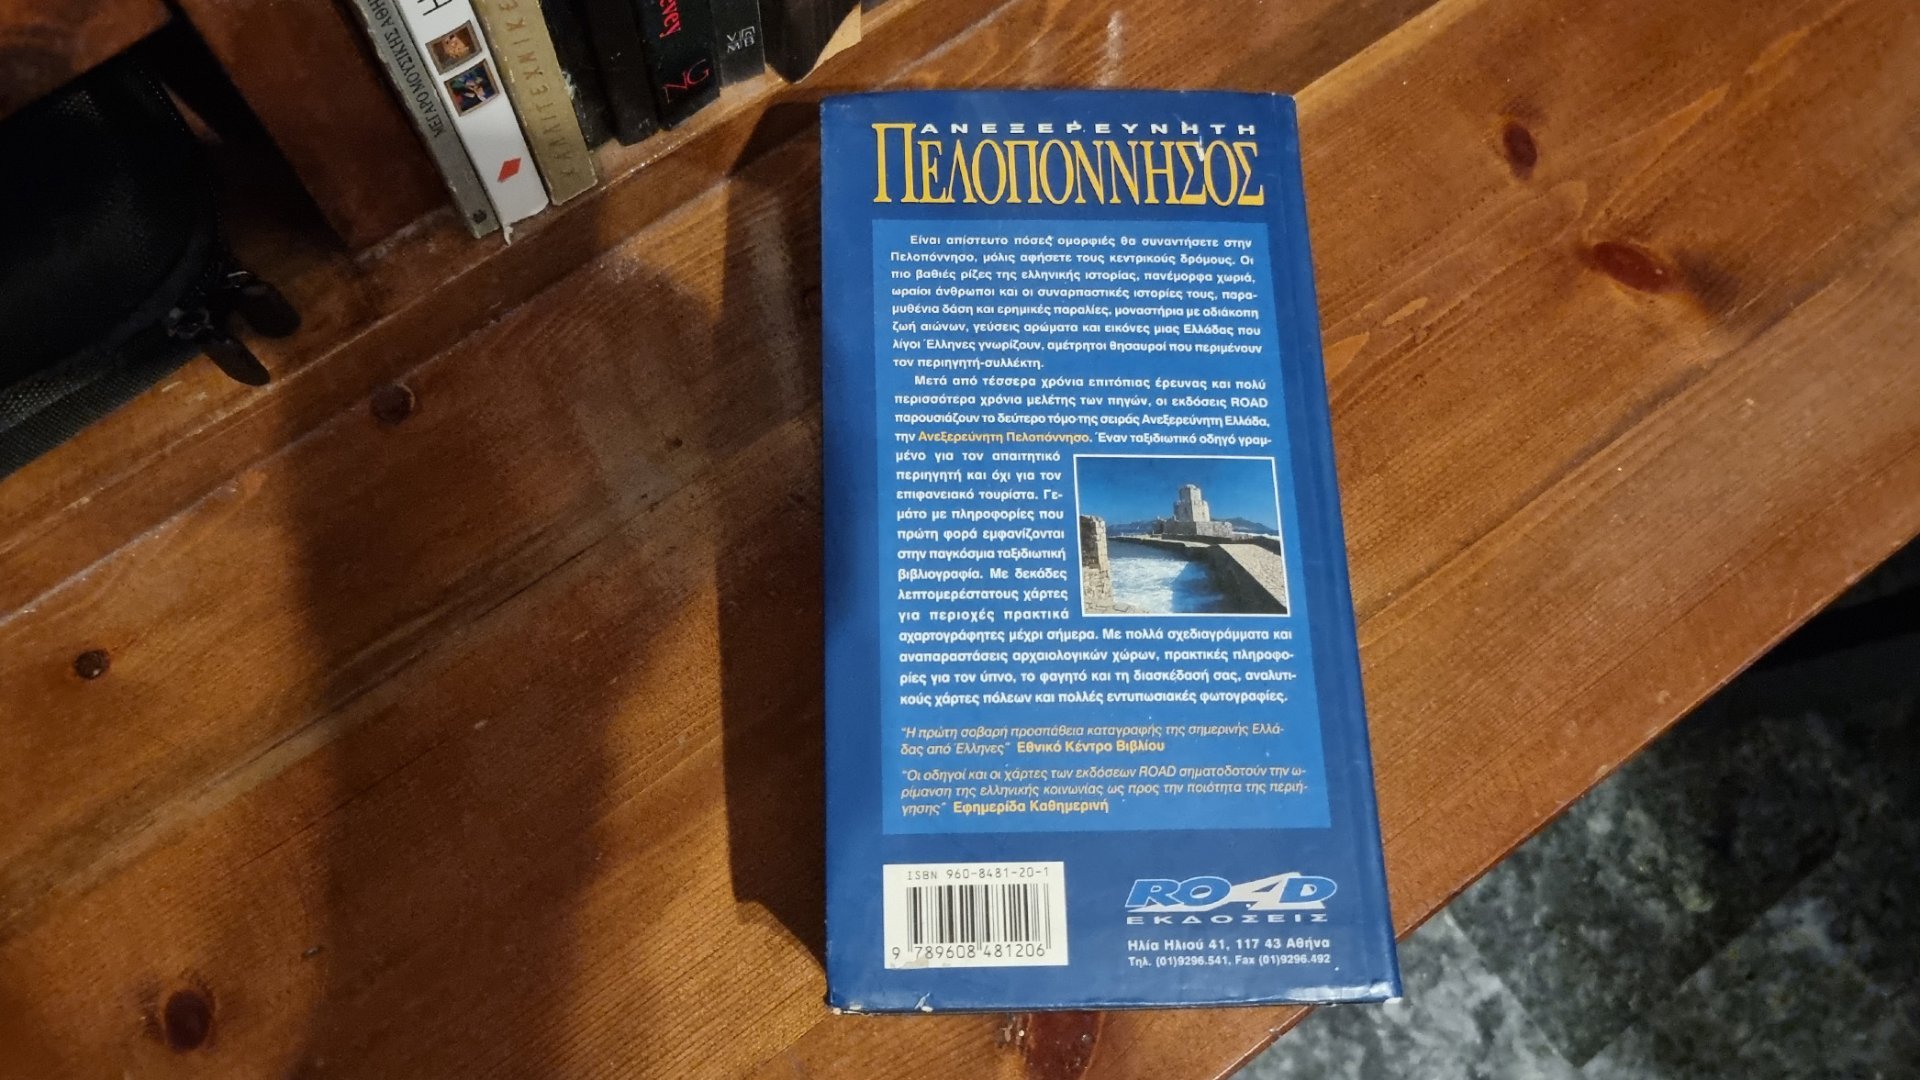 ΜΕΓΑΡΟ ΜΟΥΣΙΚΗΣ ΑΘΗ
ΚΑΛΛΙΤΕΧΝΙΚΕ
vevey
NG
VAMB
ΑΝΕΞΕΡΕΥΝΗΤΗ
ΠΕΛΟΠΟΝΝΗΣΟΣ
Είναι απίστευτο πόσες ομορφιές θα συναντήσετε στην
Πελοπόννησο, μόλις αφήσετε τους κεντρικούς δρόμους. Οι
πιο βαθιές ρίζες της ελληνικής ιστορίας, πανέμορφα χωριά,
ωραίοι άνθρωποι και οι συναρπαστικές ιστορίες τους, παρα-
μυθένια δάση και ερημικές παραλίες, μοναστήρια με αδιάκοπη
ζωή αιώνων, γεύσεις αρώματα και εικόνες μιας Ελλάδας που
λίγοι Έλληνες γνωρίζουν, αμέτρητοι θησαυροί που περιμένουν
τον περιηγητή-συλλέκτη.
Μετά από τέσσερα χρόνια επιτόπιας έρευνας και πολύ
περισσότερα χρόνια μελέτης των πηγών, οι εκδόσεις ROAD
παρουσιάζουν το δεύτερο τόμο της σειράς Ανεξερεύνητη Ελλάδα,
την Ανεξερεύνητη Πελοπόννησο. Έναν ταξιδιωτικό οδηγό γραμ-
μένο για τον απαιτητικό
περιηγητή και όχι για τον
επιφανειακό τουρίστα. Γε-
μάτο με πληροφορίες που
πρώτη φορά εμφανίζονται
στην παγκόσμια ταξιδιωτική
βιβλιογραφία. Με δεκάδες
λεπτομερέστατους χάρτες
για περιοχές πρακτικά
αχαρτογράφητες μέχρι σήμερα. Με πολλά σχεδιαγράμματα και
αναπαραστάσεις αρχαιολογικών χώρων, πρακτικές πληροφο-
ρίες για τον ύπνο, το φαγητό και τη διασκέδασή σας, αναλυτι-
κούς χάρτες πόλεων και πολλές εντυπωσιακές φωτογραφίες.
"Η πρώτη σοβαρή προσπάθεια καταγραφής της σημερινής Ελλά-
δας από Έλληνες" Εθνικό Κέντρο Βιβλίου
"Οι οδηγοί και οι χάρτες των εκδόσεων ROAD σηματοδοτούν την ω-
ρίμανση της ελληνικής κοινωνίας ως προς την ποιότητα της περιή-
γησης" Εφημερίδα Καθημερινή
ISBN 960-8481-20-1
9 789608 481206
ROAD
ΕΚΔΟΣΕΙΣ
Ηλία Ηλιού 41, 117 43 Αθήνα
Τηλ. (01)9296.541, Fax (01)9296.492